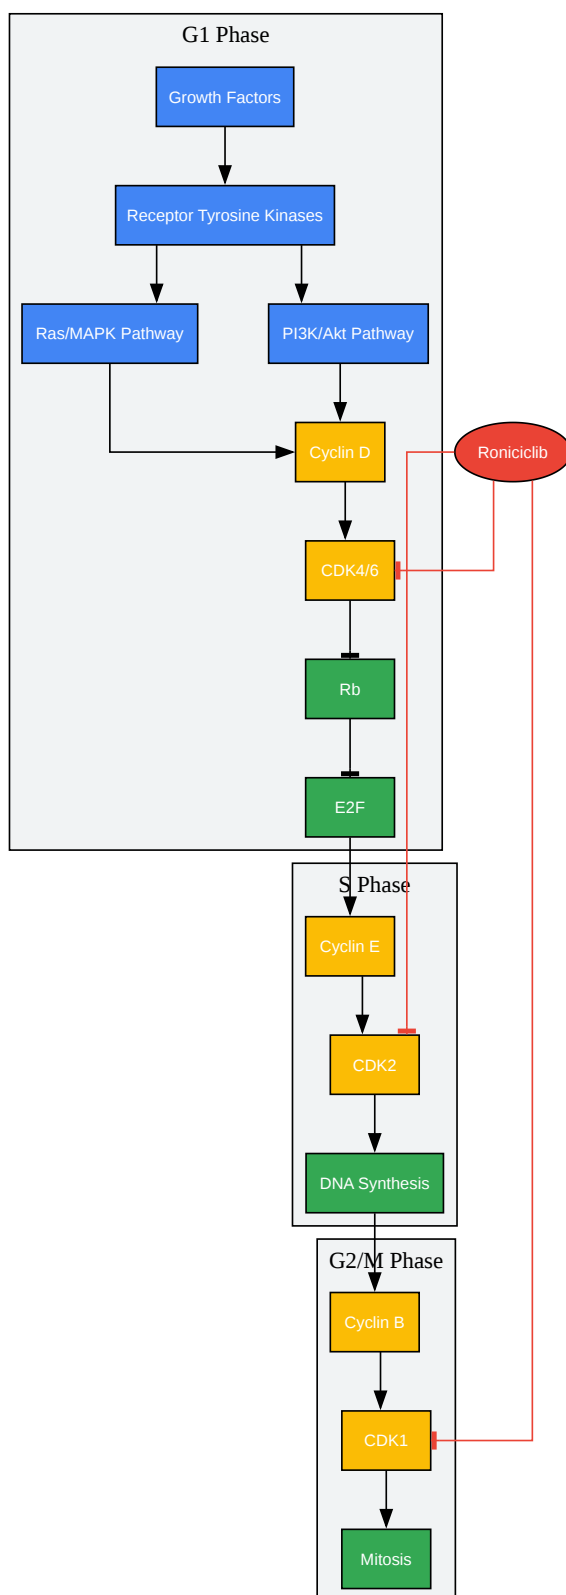 G1 Phase
Growth Factors
Receptor Tyrosine Kinases
Ras/MAPK Pathway
PI3K/Akt Pathway
Cyclin D
Roniciclib
CDK4/6
Rb
E2F
S Phase
Cyclin E
CDK2
DNA Synthesis
G2/M Phase
Cyclin B
CDK1
Mitosis